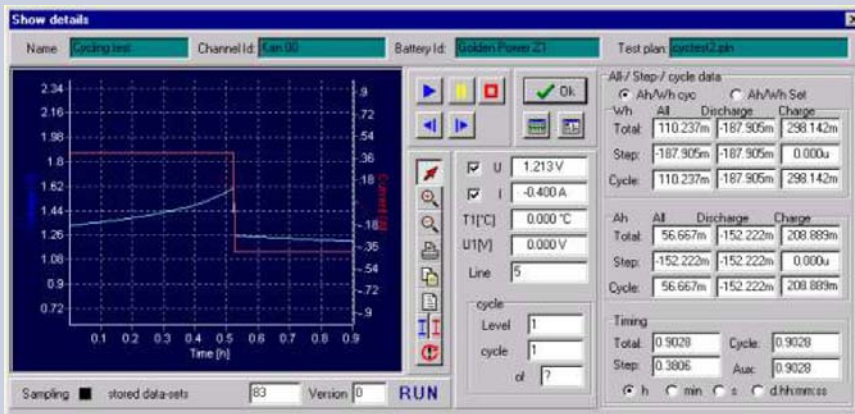 Show details
Name Cycling test Channel Id: Kan 00 Battery Id: Golden Power Z1 Test plan: cyctest2.pln
2.34
2.16
1.98
1.8
1.62
1.44
1.26
1.08
0.9
0.72
.9
.72
.54
.36
.18
-.18
-.36
-.54
-.72
-.9
0.1 0.2 0.3 0.4 0.5 0.6 0.7 0.8 0.9
Time [h]
Ok
U 1.213 V
I -0.400 A
T1[°C] 0.000 °C
U1[V] 0.000 V
Line 5
cycle
Level 1
cycle 1
of ?
All-/ Step-/ cycle data
Ah/Wh cyc Ah/Wh Set
Wh All Discharge Charge
Total: 110.237m -187.905m 298.142m
Step: -187.905m -187.905m 0.000u
Cycle: 110.237m -187.905m 298.142m
Ah All Discharge Charge
Total: 56.667m -152.222m 208.889m
Step: -152.222m -152.222m 0.000u
Cycle: 56.667m -152.222m 208.889m
Timing
Total: 0.9028 Cycle: 0.9028
Step: 0.3806 Aux: 0.9028
h min s d.hh:mm:ss
Sampling stored data-sets 83 Version 0 RUN